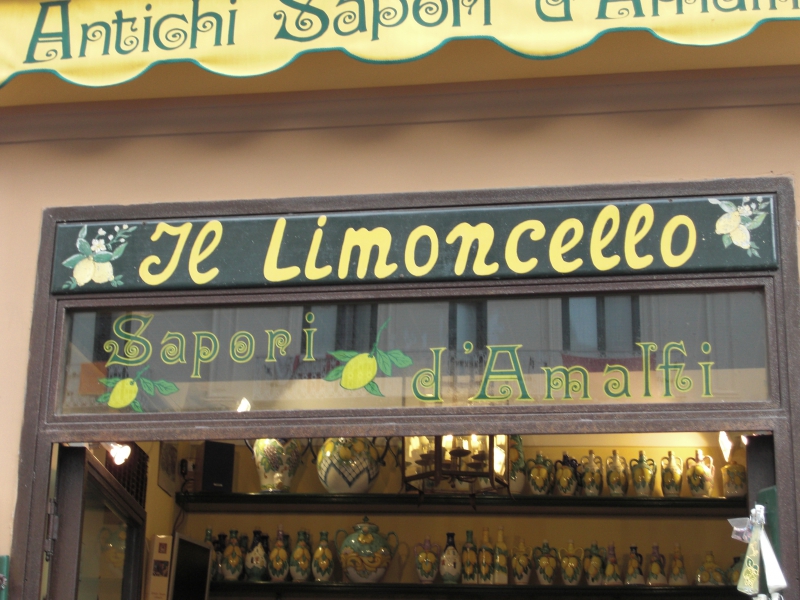 Antichi Sapori d'Amalfi
Il Limoncello
Sapori
d'Amalfi